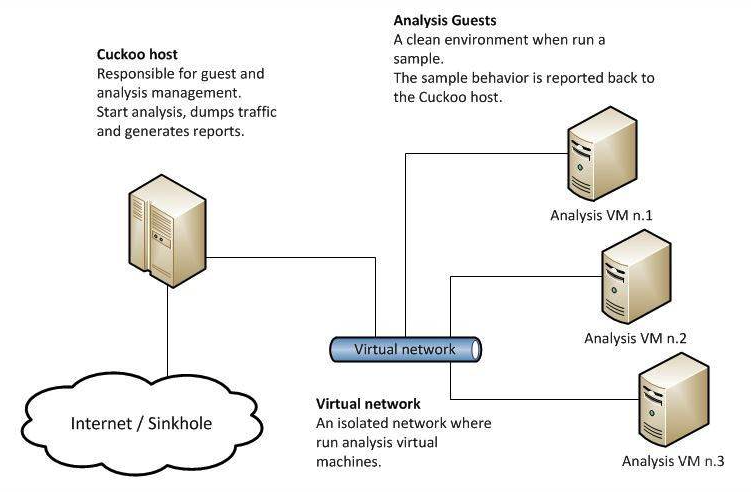 Cuckoo host
Responsible for guest and
analysis management.
Start analysis, dumps traffic
and generates reports.
Analysis Guests
A clean environment when run a
sample.
The sample behavior is reported back to
the Cuckoo host.
Analysis VM n.1
Analysis VM n.2
Virtual network
Virtual network
An isolated network where
run analysis virtual
machines.
Internet / Sinkhole
Analysis VM n.3